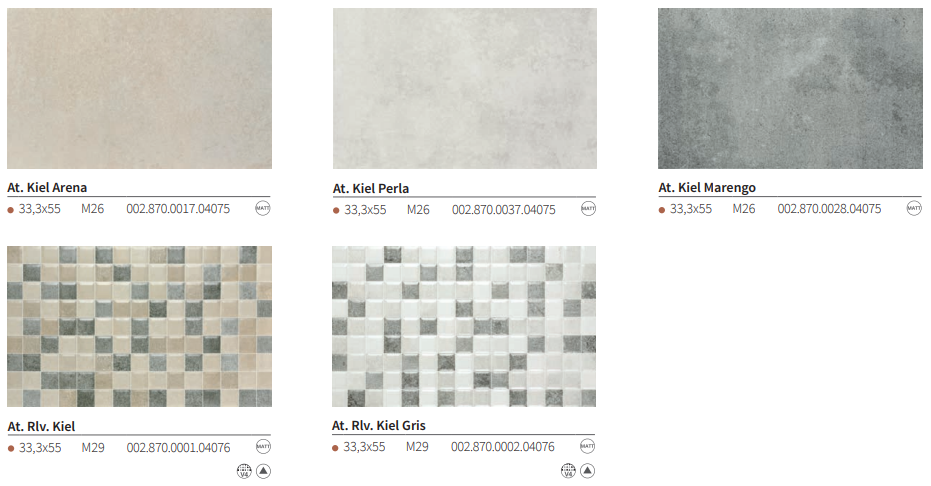 At. Kiel Arena
33,3x55 M26 002.870.0017.04075 MATT
At. Kiel Perla
33,3x55 M26 002.870.0037.04075 MATT
At. Kiel Marengo
33,3x55 M26 002.870.0028.04075 MATT
At. Rlv. Kiel
33,3x55 M29 002.870.0001.04076 MATT
V4
At. Rlv. Kiel Gris
33,3x55 M29 002.870.0002.04076 MATT
V4